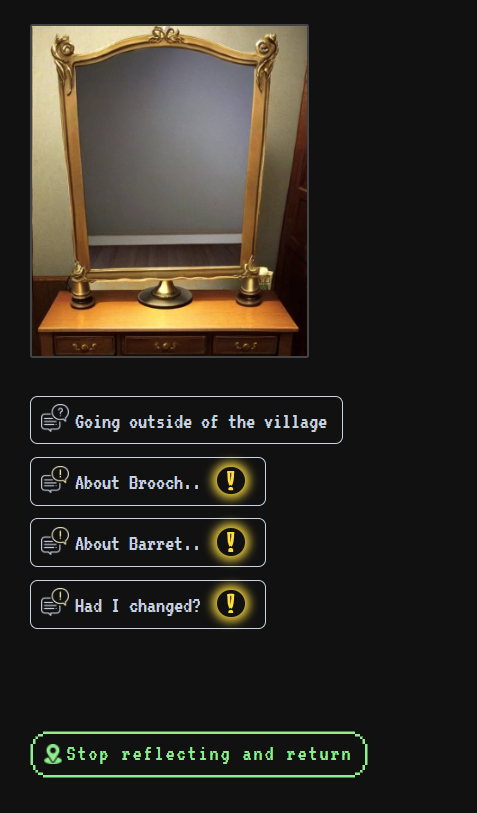 Going outside of the village
About Brooch..
About Barret..
Had I changed?
Stop reflecting and return